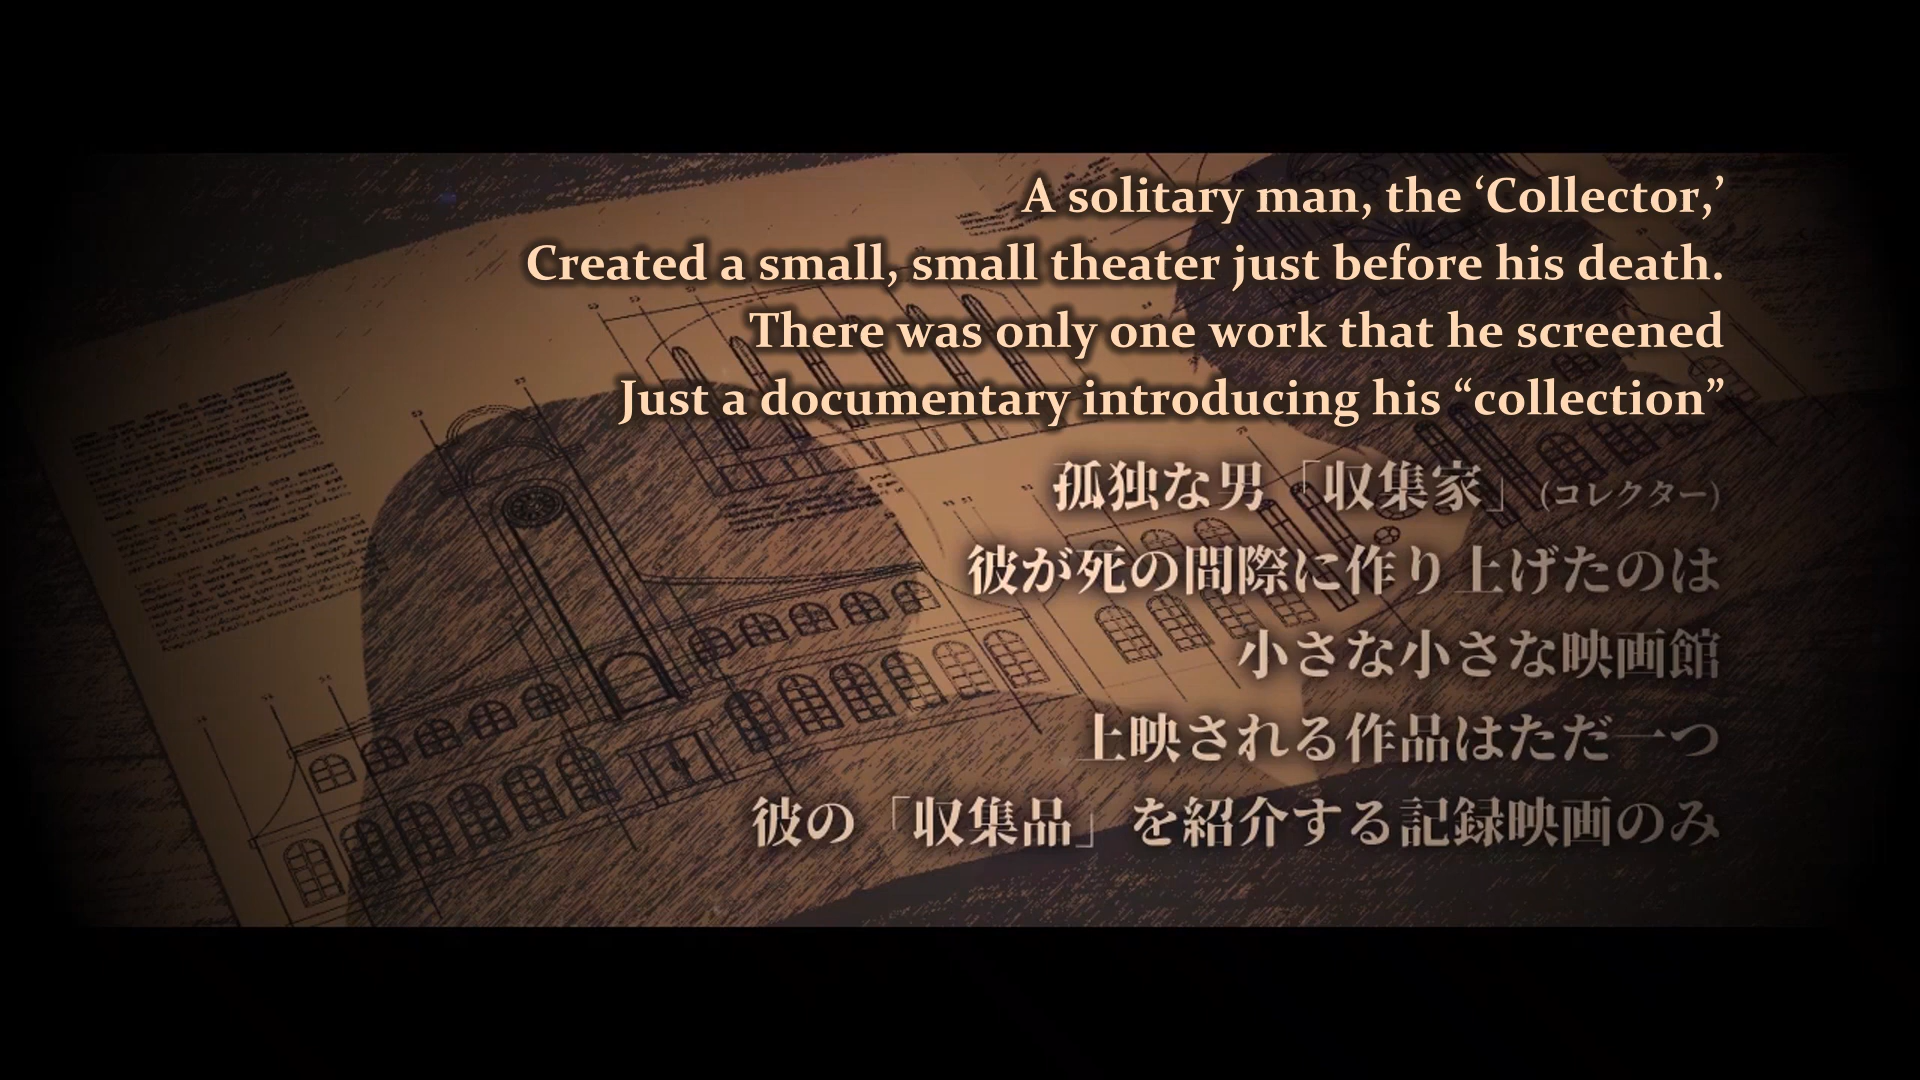 A solitary man, the ‘Collector,’
Created a small, small theater just before his death.
There was only one work that he screened
Just a documentary introducing his “collection”
孤独な男「収集家」(コレクター)
彼が死の間際に作り上げたのは
小さな小さな映画館
上映される作品はただ一つ
彼の「収集品」を紹介する記録映画のみ